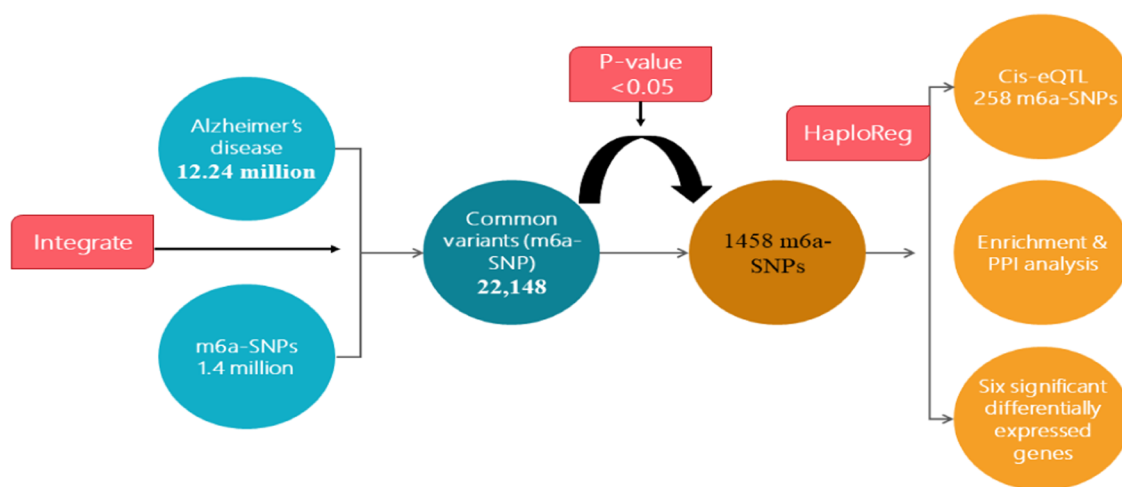 P-value
<0.05
Cis-eQTL
258 m6a-SNPs
HaploReg
Alzheimer's
disease
12.24 million
Integrate
Common
variants (m6a-
SNP)
22,148
1458 m6a-
SNPs
Enrichment &
PPI analysis
m6a-SNPs
1.4 million
Six significant
differentially
expressed
genes